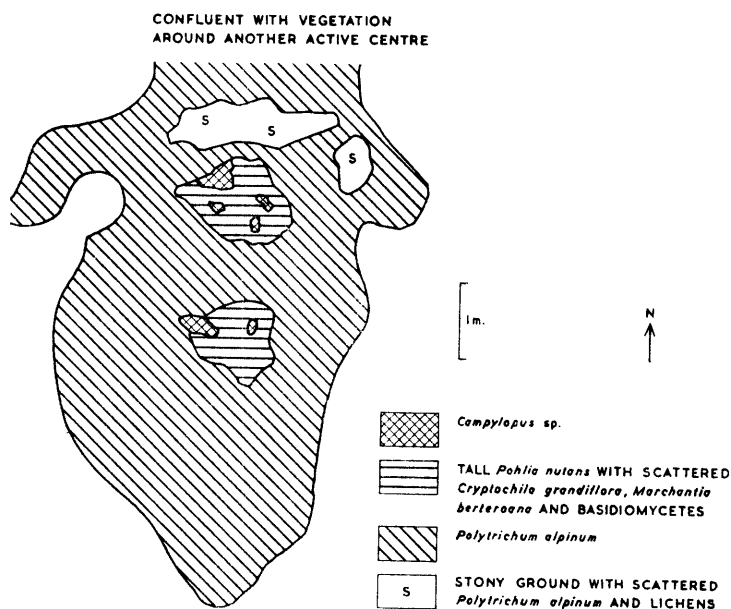 CONFLUENT WITH VEGETATION
AROUND ANOTHER ACTIVE CENTRE
S
S
S
1m.
N
Campylopus sp.
TALL Pohlia nutans WITH SCATTERED
Cryptochila grandiflora, Marchantia
berteroana AND BASIDIOMYCETES
Polytrichum alpinum
S
STONY GROUND WITH SCATTERED
Polytrichum alpinum AND LICHENS